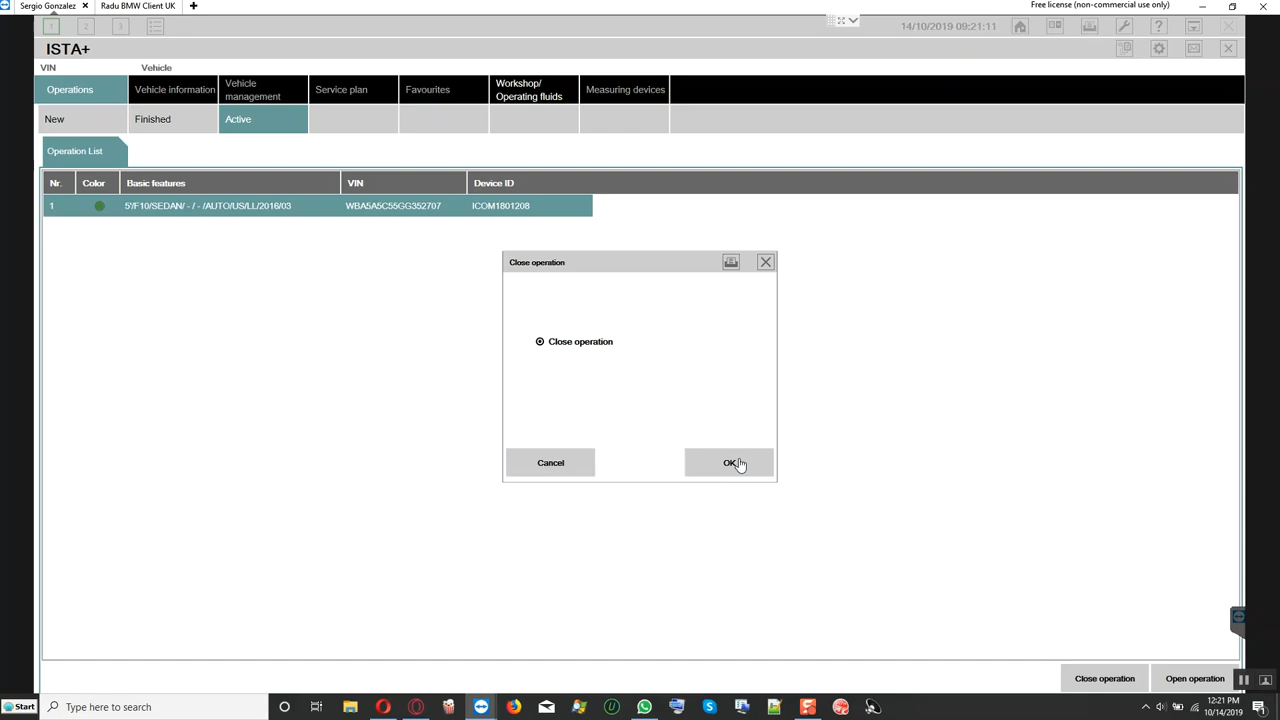 Sergio Gonzalez × Radu BMW Client UK + Free license (non-commercial use only)
1 2 3 14/10/2019 09:21:11 ?
ISTA+
VIN Vehicle
Operations Vehicle information Vehicle management Service plan Favourites Workshop/ Operating fluids Measuring devices
New Finished Active
Operation List
Nr. Color Basic features VIN Device ID
1 5'/F10/SEDAN/ - / - /AUTO/US/LL/2016/03 WBA5A5C55GG352707 ICOM1801208
Close operation
Close operation
Cancel OK
Close operation Open operation
Start Type here to search 12:21 PM
10/14/2019